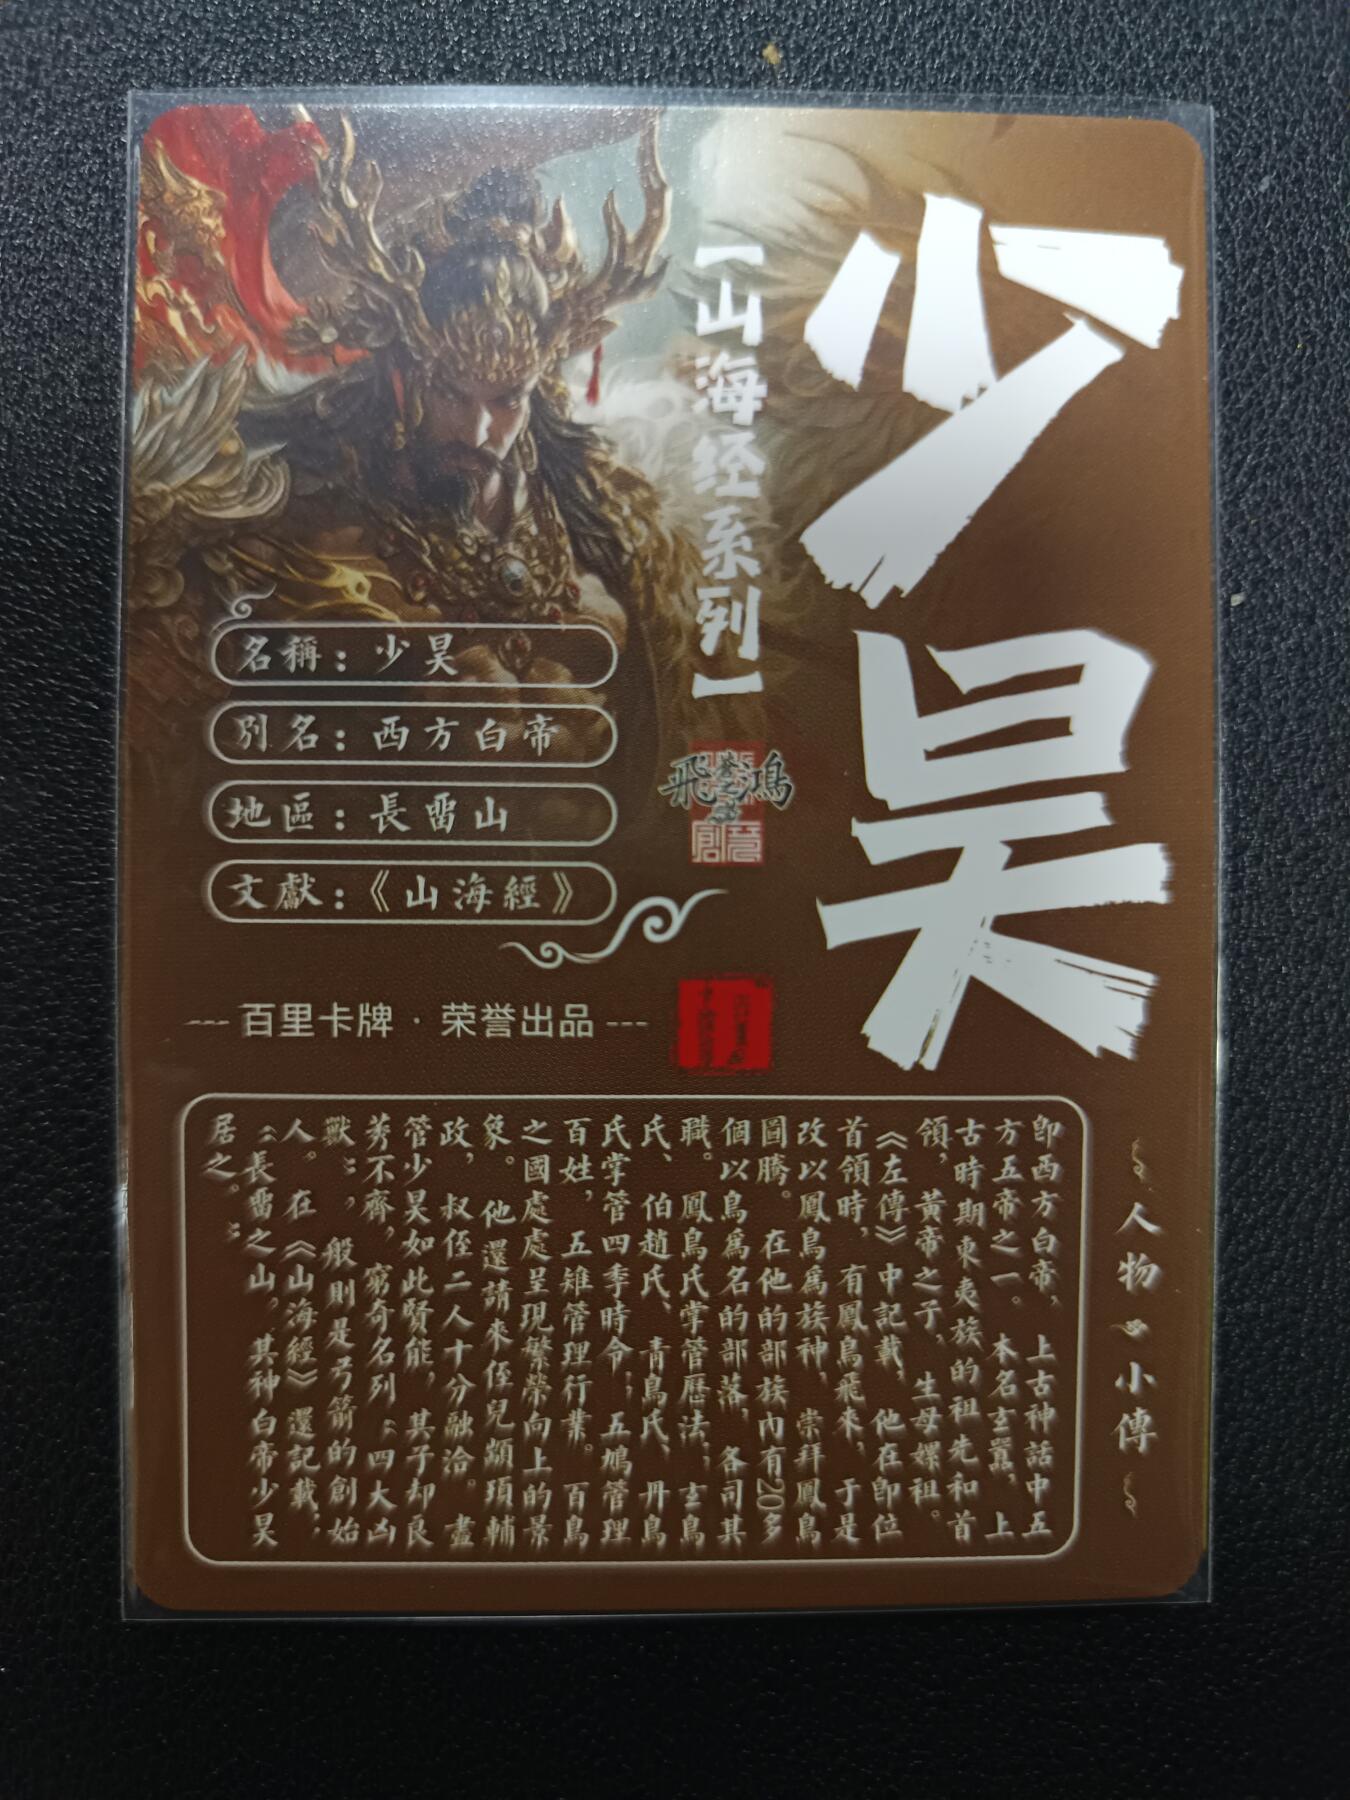 少昊
【山海经系列】
飛鴻
創意
名稱：少昊
別名：西方白帝
地區：長畱山
文獻：《山海經》
--- 百里卡牌 · 荣誉出品 ---
人物小傳
即西方白帝，上古神話中五
方五帝之一。本名玄囂，上
古時期東夷族的祖先和首
領，黃帝之子，生母嫘祖。
《左傳》中記載，他在即位
首領時，有鳳鳥飛來，于是
改以鳳鳥爲族神，崇拜鳳鳥
圖騰。在他的部族內有20多
個以鳥爲名的部落，各司其
職。鳳鳥氏掌管曆法；玄鳥
氏、伯趙氏、青鳥氏、丹鳥
氏掌管四季時令；五鳩管理
百姓，五雉管理行業。百鳥
之國處處呈現繁榮向上的景
象。他還請來侄兒顓頊輔
政，叔侄二人十分融洽。盡
管少昊如此賢能，其子却良
莠不齊，窮奇名列“四大凶
獸”，般則是弓箭的創始
人。在《山海經》還記載；
“長畱之山，其神白帝少昊
居之。”